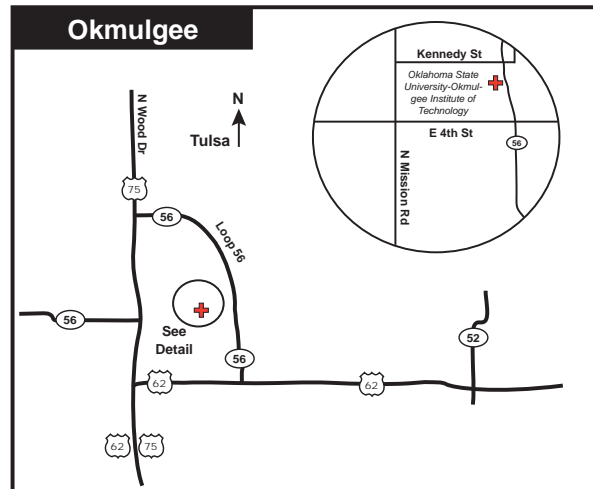 Okmulgee
Kennedy St
Oklahoma State
University-Okmul-
gee Institute of
Technology
E 4th St
56
N Mission Rd
N
Tulsa
N Wood Dr
75
56
Loop 56
56
See
Detail
56
52
62
62
62
75